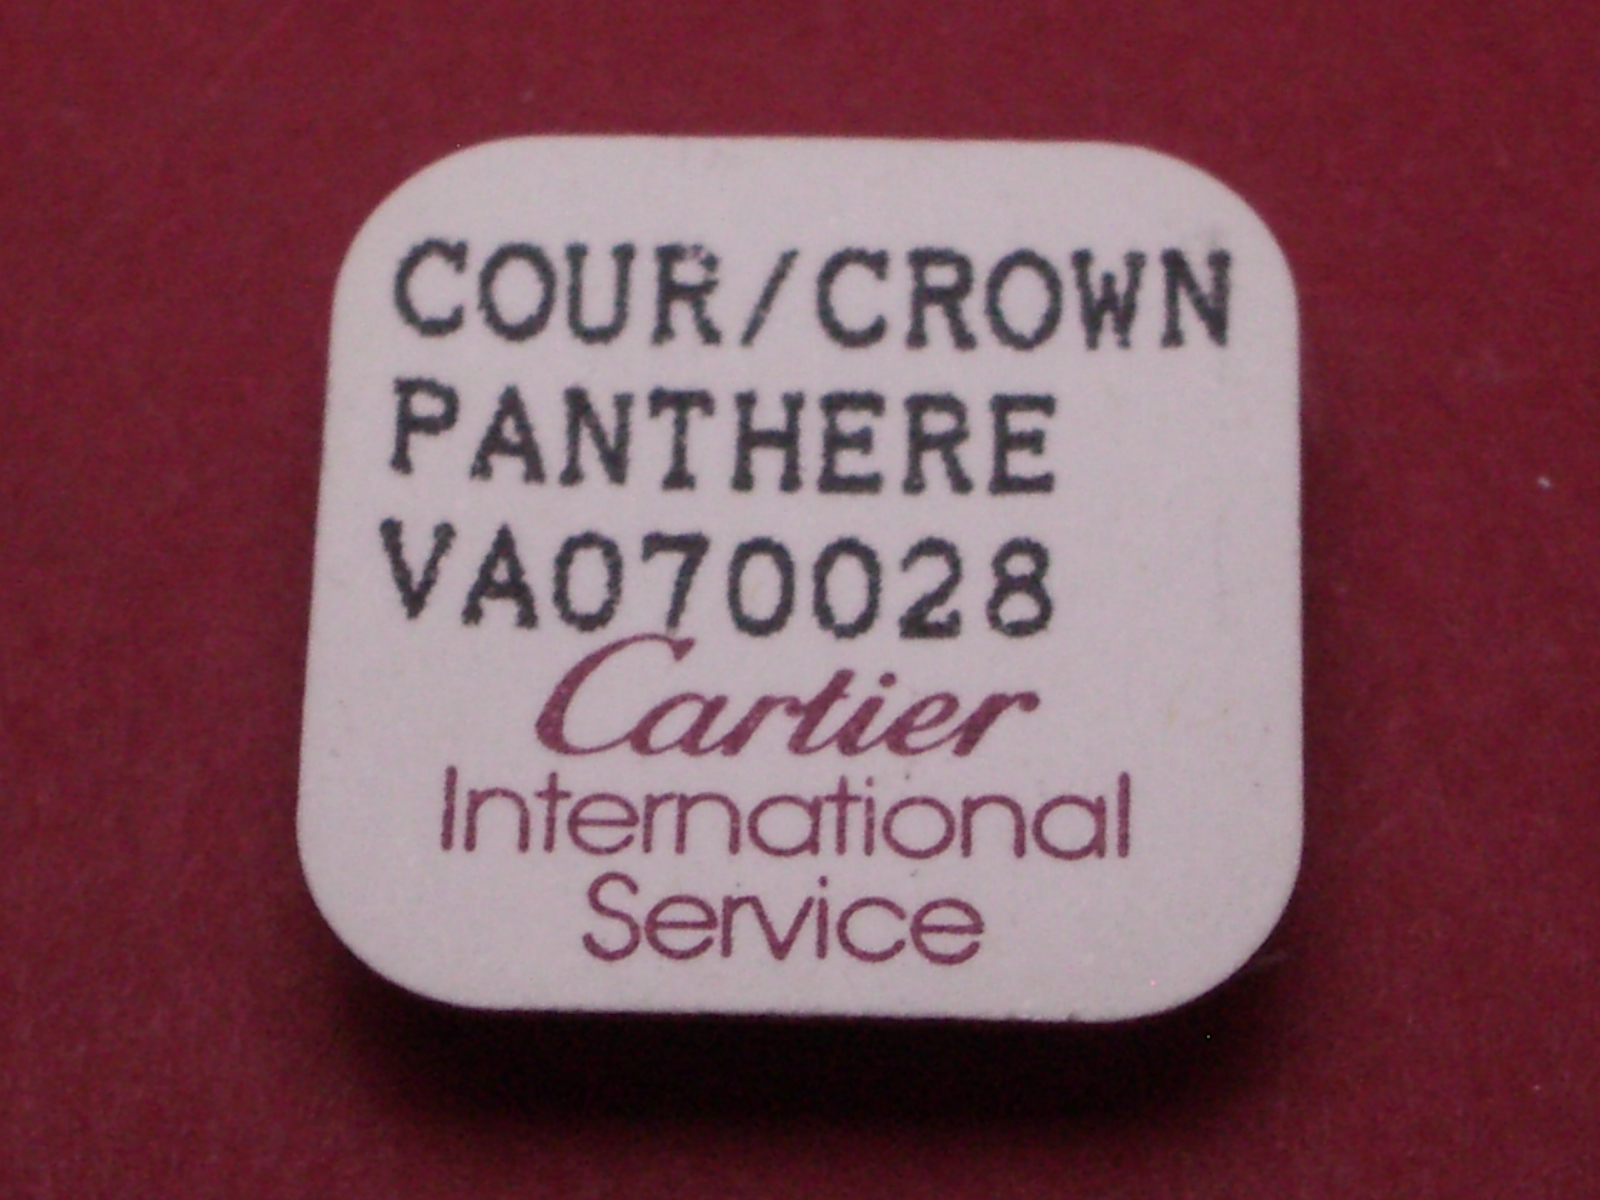 COUR/CROWN
PANTHERE
VA070028
Cartier
International
Service